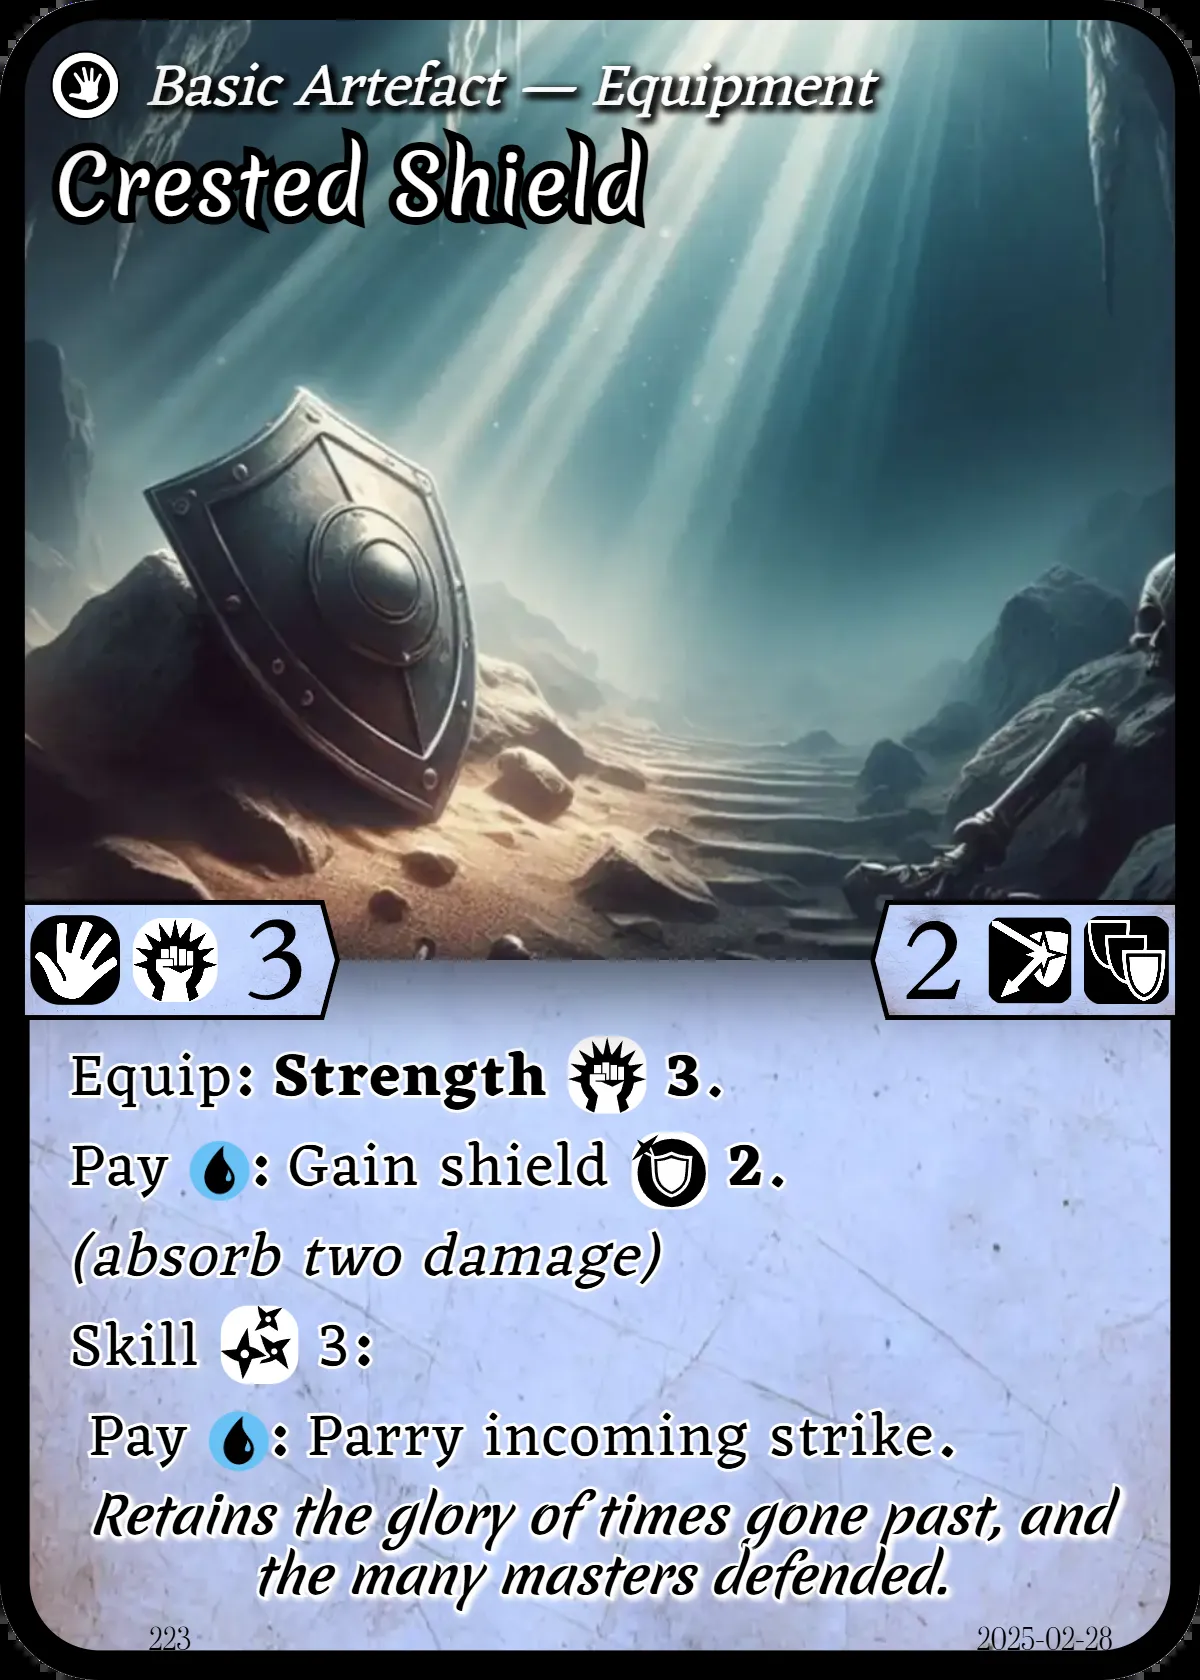 Basic Artefact — Equipment
Crested Shield
3
2
Equip: Strength 3.
Pay : Gain shield 2.
(absorb two damage)
Skill 3:
Pay : Parry incoming strike.
Retains the glory of times gone past, and
the many masters defended.
223
2025-02-28